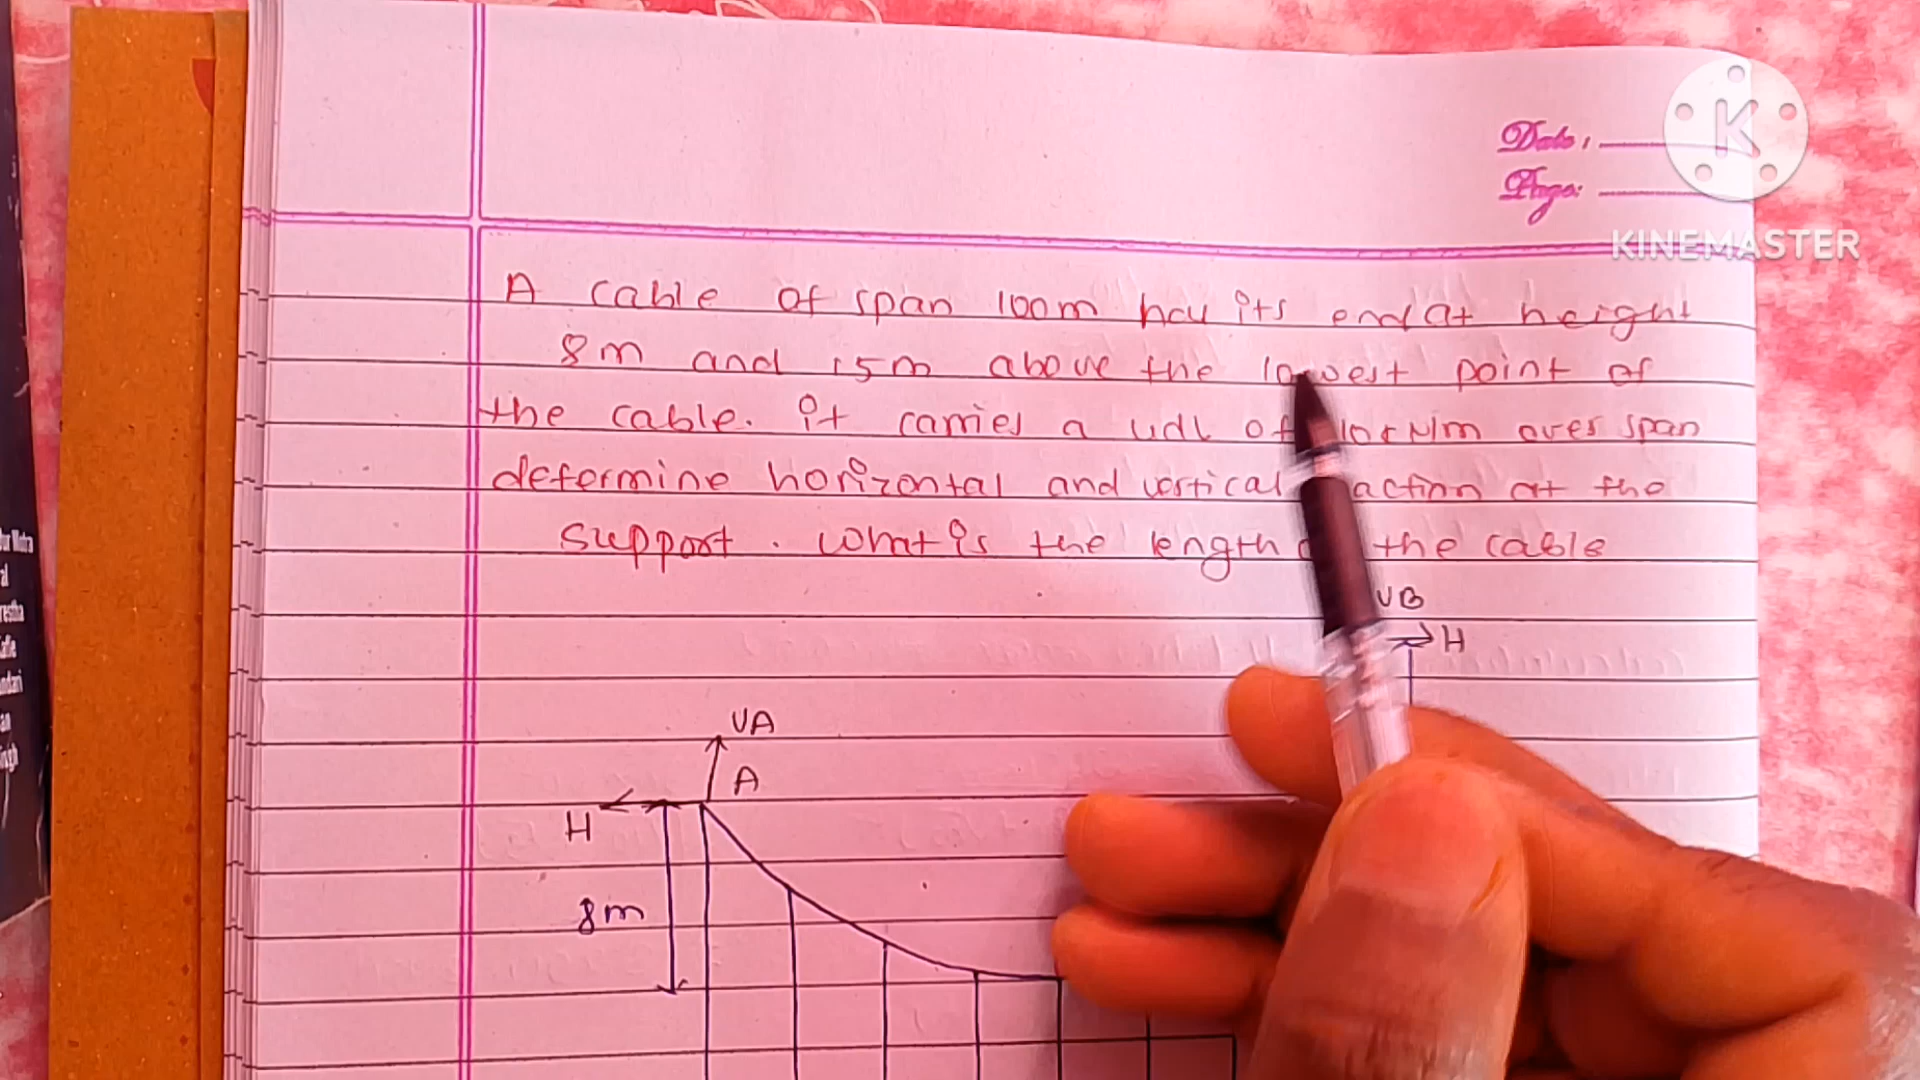 Date:
Page:
KINEMASTER
A cable of span 100m has its end at height
8m and 15m above the lowest point of
the cable. it carries a udl of 10kN/m over span
determine horizontal and vertical action at the
support. what is the length the cable
VB
H
VA
A
H
8m